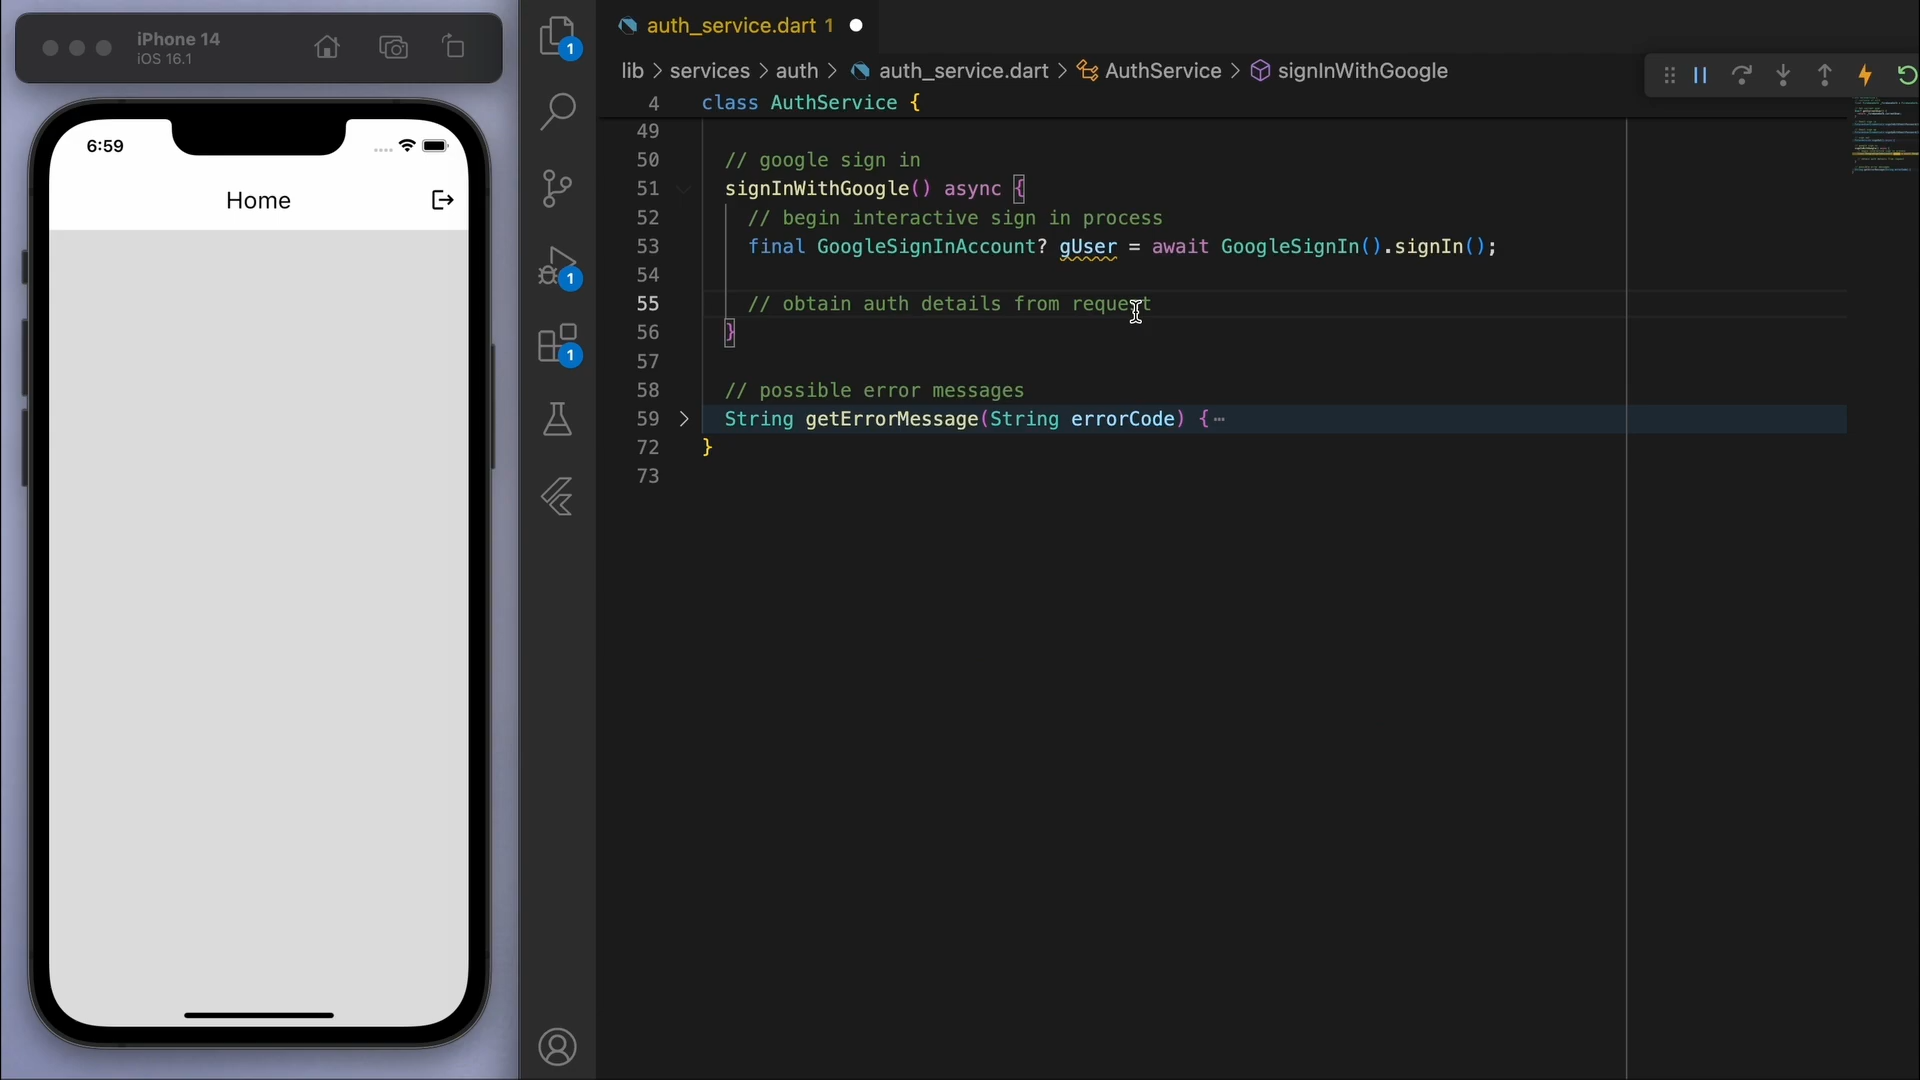 iPhone 14
iOS 16.1
6:59
Home
1
1
1
auth_service.dart 1
lib > services > auth > auth_service.dart > AuthService > signInWithGoogle
4 class AuthService {
49
50 // google sign in
51 signInWithGoogle() async {
52 // begin interactive sign in process
53 final GoogleSignInAccount? gUser = await GoogleSignIn().signIn();
54
55 // obtain auth details from request
56 }
57
58 // possible error messages
59 String getErrorMessage(String errorCode) {…
72 }
73